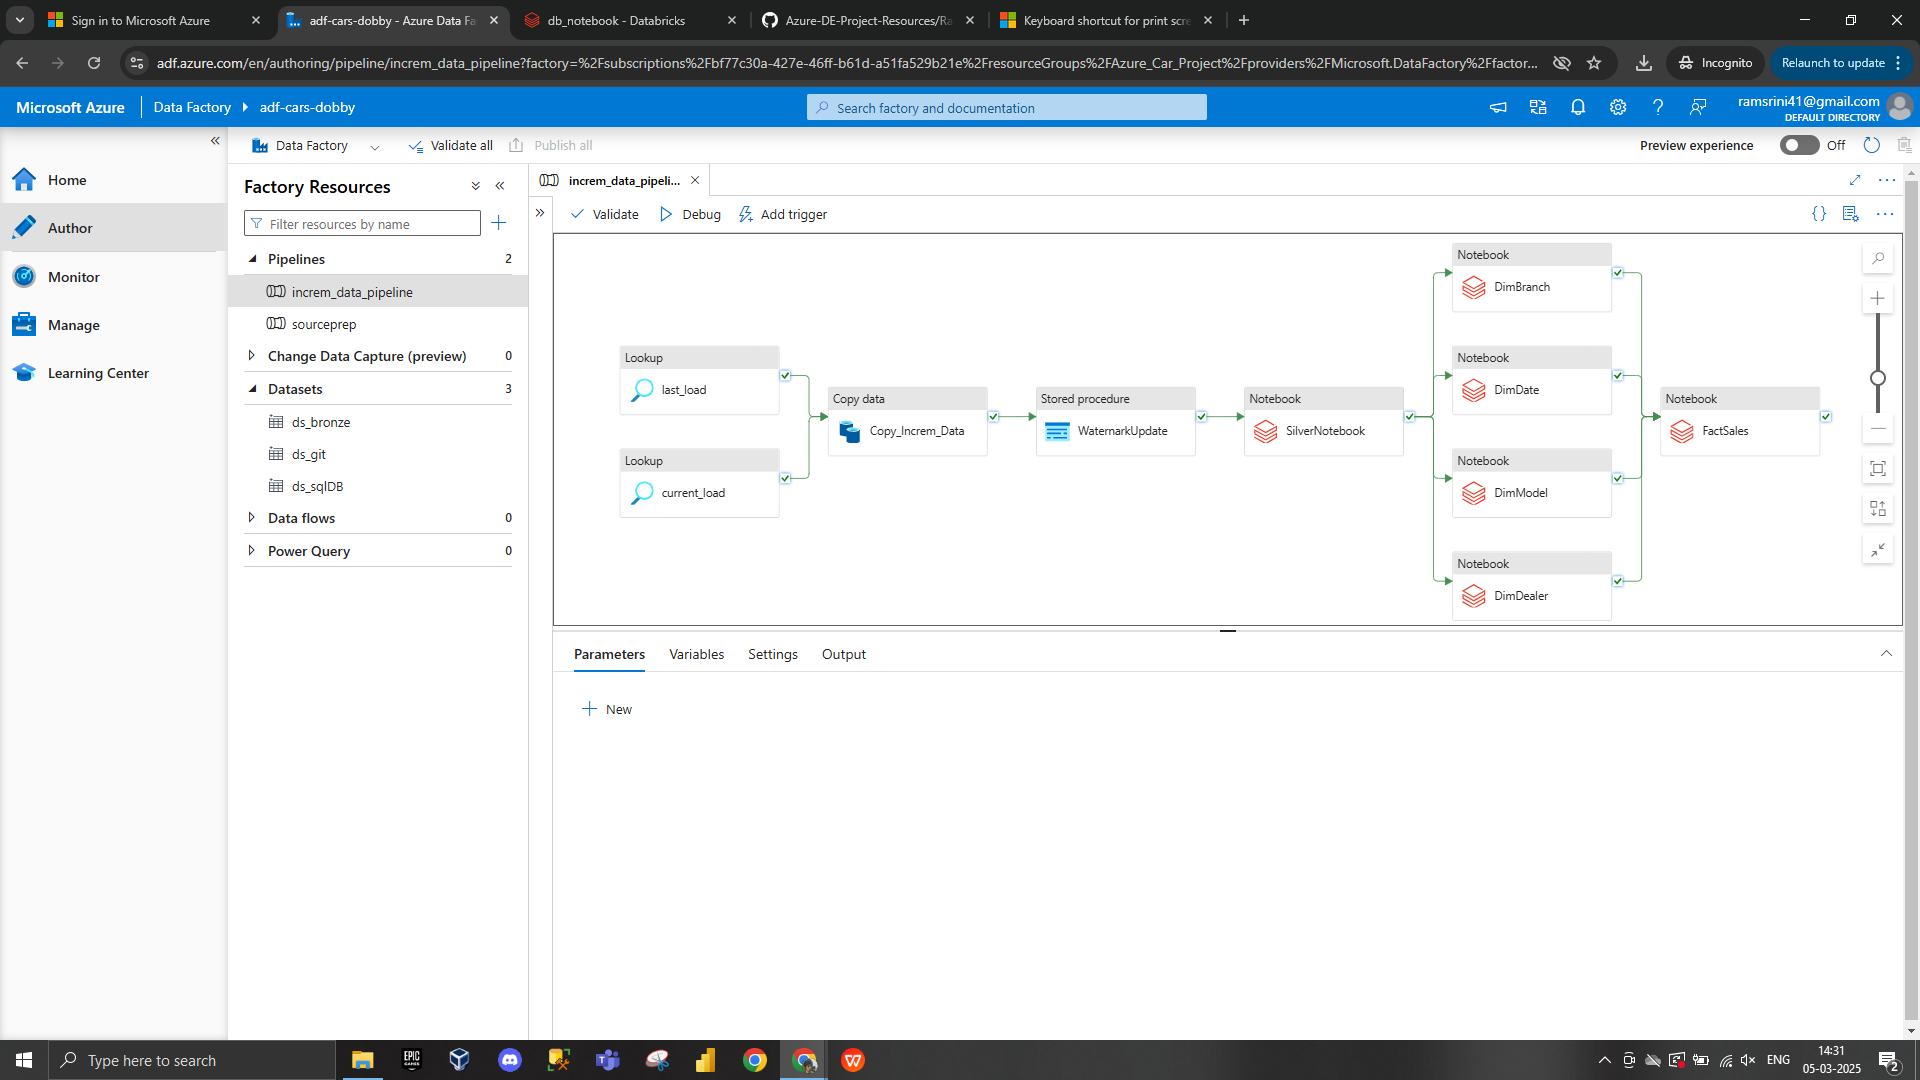 Sign in to Microsoft Azure
adf-cars-dobby - Azure Data Fa
db_notebook - Databricks
Azure-DE-Project-Resources/Ra
Keyboard shortcut for print scre
adf.azure.com/en/authoring/pipeline/increm_data_pipeline?factory=%2Fsubscriptions%2Fbf77c30a-427e-46ff-b61d-a51fa529b21e%2FresourceGroups%2FAzure_Car_Project%2Fproviders%2FMicrosoft.DataFactory%2Ffactor...
Incognito
Relaunch to update
Microsoft Azure
Data Factory
adf-cars-dobby
Search factory and documentation
ramsrini41@gmail.com
DEFAULT DIRECTORY
Data Factory
Validate all
Publish all
Preview experience
Off
Home
Author
Monitor
Manage
Learning Center
Factory Resources
Filter resources by name
Pipelines 2
increm_data_pipeline
sourceprep
Change Data Capture (preview) 0
Datasets 3
ds_bronze
ds_git
ds_sqlDB
Data flows 0
Power Query 0
increm_data_pipeli...
Validate
Debug
Add trigger
{}
Lookup
last_load
Lookup
current_load
Copy data
Copy_Increm_Data
Stored procedure
WaternarkUpdate
Notebook
SilverNotebook
Notebook
DimBranch
Notebook
DimDate
Notebook
DimModel
Notebook
DimDealer
Notebook
FactSales
Parameters
Variables
Settings
Output
New
Type here to search
EPIC
GAMES
ENG
14:31
05-03-2025
2